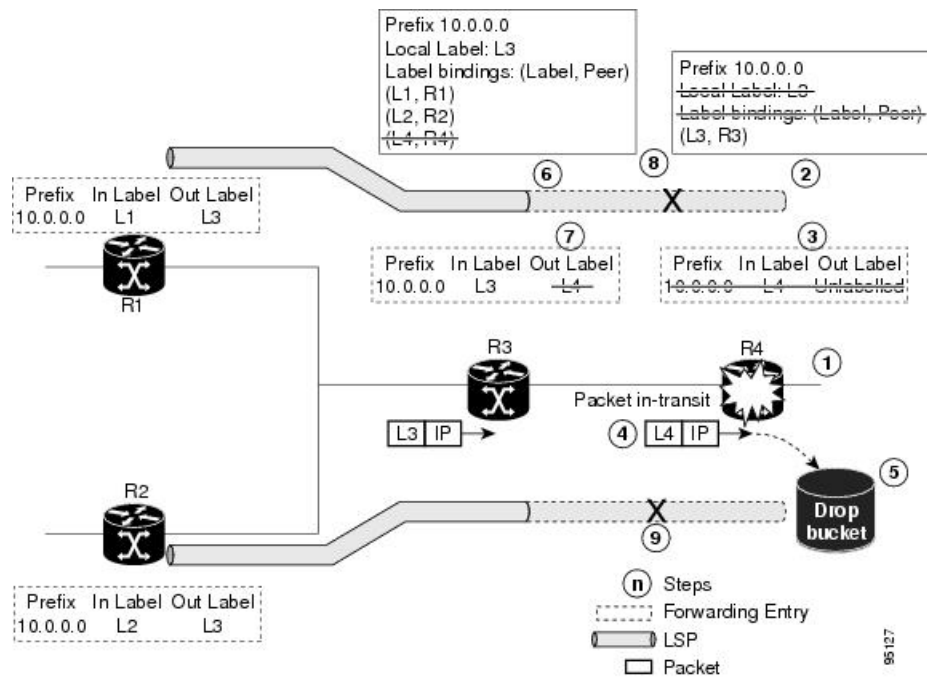 Prefix 10.0.0.0
Local Label: L3
Label bindings: (Label, Peer)
(L1, R1)
(L2, R2)
(L4, R4)
Prefix 10.0.0.0
Local Label: L3
Label bindings: (Label, Peer)
(L3, R3)
6
8
2
Prefix In Label Out Label
10.0.0.0 L1 L3
R1
7
Prefix In Label Out Label
10.0.0.0 L3 L4
3
Prefix In Label Out Label
10.0.0.0 L4 Unlabelled
R3
R4
1
Packet in-transit
L3 IP
4
L4 IP
5
Drop
bucket
R2
9
Prefix In Label Out Label
10.0.0.0 L2 L3
n Steps
Forwarding Entry
LSP
Packet
95127